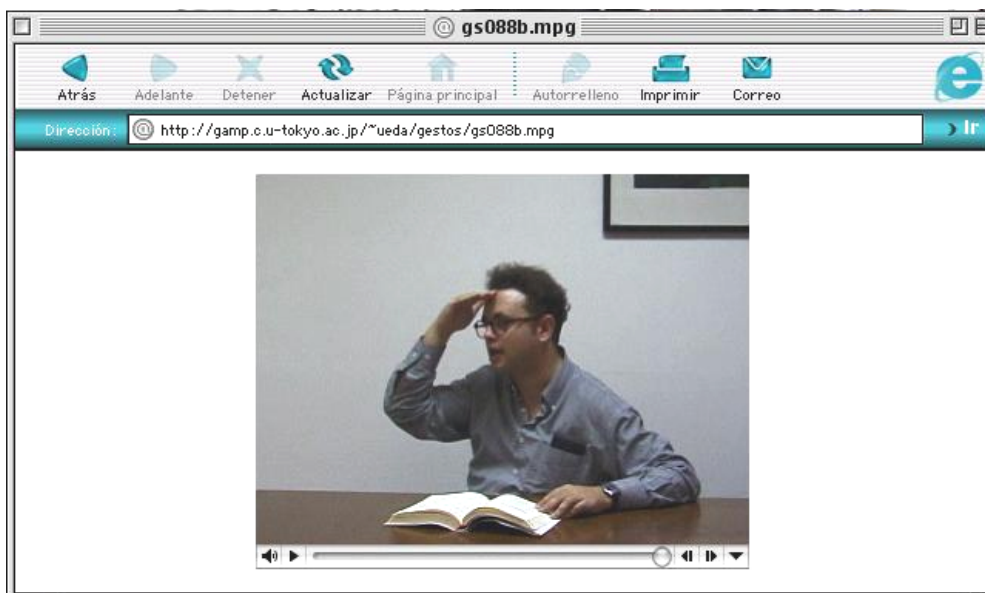 @ gs088b.mpg
Atrás Adelante Detener Actualizar Página principal Autorrelleno Imprimir Correo
Dirección: @ http://gamp.c.u-tokyo.ac.jp/~ueda/gestos/gs088b.mpg Ir